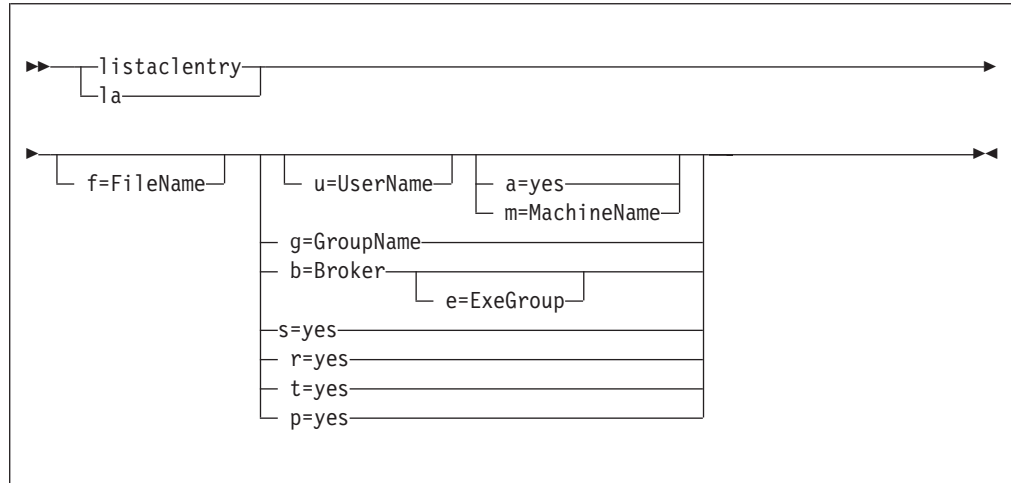 listaclentry
la
f=FileName
u=UserName
a=yes
m=MachineName
g=GroupName
b=Broker
e=ExeGroup
s=yes
r=yes
t=yes
p=yes